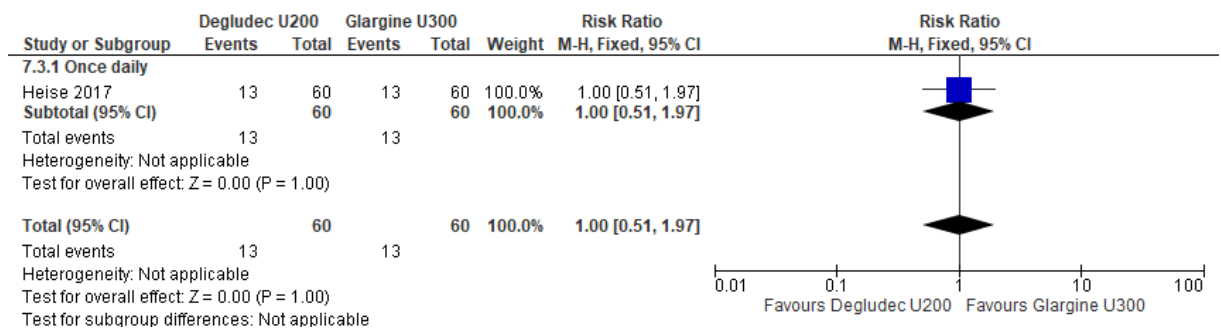 Degludec U200 Glargine U300 Risk Ratio Risk Ratio
Study or Subgroup Events Total Events Total Weight M-H, Fixed, 95% CI M-H, Fixed, 95% CI
7.3.1 Once daily
Heise 2017 13 60 13 60 100.0% 1.00 [0.51, 1.97]
Subtotal (95% CI) 60 60 100.0% 1.00 [0.51, 1.97]
Total events 13 13
Heterogeneity: Not applicable
Test for overall effect: Z = 0.00 (P = 1.00)
Total (95% CI) 60 60 100.0% 1.00 [0.51, 1.97]
Total events 13 13
Heterogeneity: Not applicable
Test for overall effect: Z = 0.00 (P = 1.00)
Test for subgroup differences: Not applicable
0.01 0.1 1 10 100
Favours Degludec U200 Favours Glargine U300